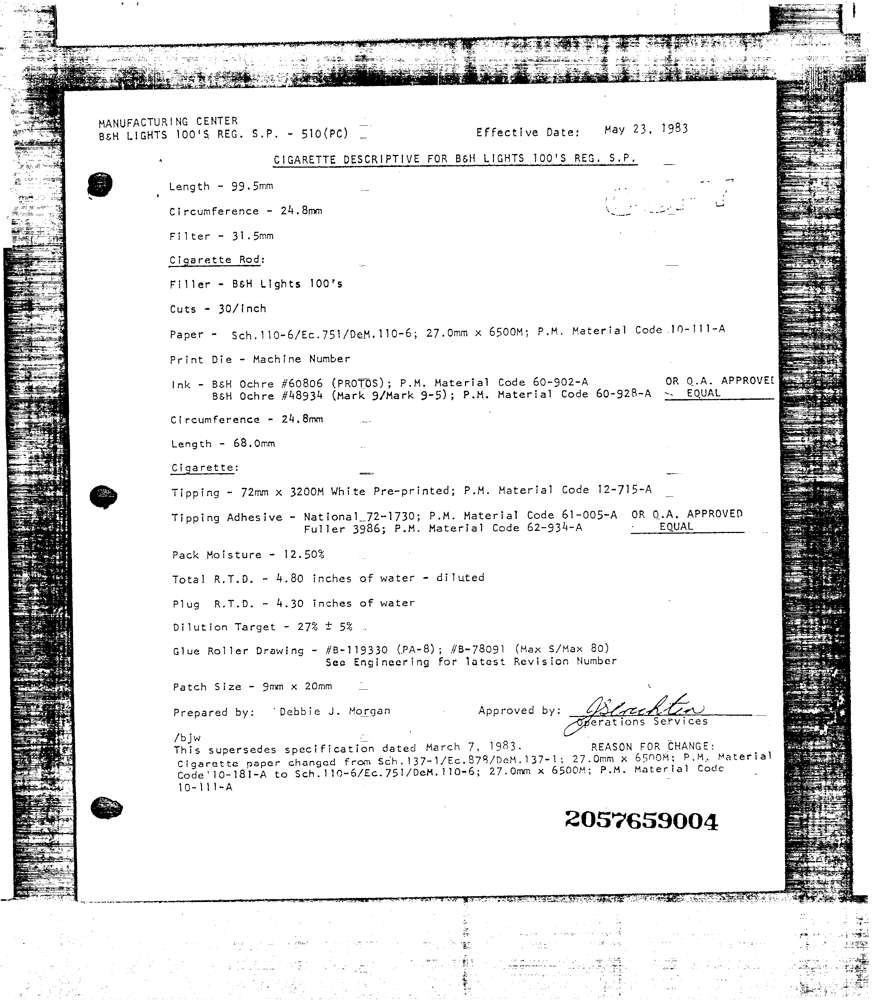 MANUFACTURING CENTER
B&H LIGHTS 100'S REG. S.P. - 510(PC)
Effective Date: May 23, 1983
CIGARETTE DESCRIPTIVE FOR B&H LIGHTS 100'S REG. S.P.
Length - 99.5mm
Circumference - 24.8mm
Filter - 31.5mm
Cigarette Rod:
Filler - B&H Lights 100's
Cuts - 30/Inch
Paper - Sch.110-6/Ec.751/DeM.110-6; 27.0mm x 6500M; P.M. Material Code 10-111-A
Print Die - Machine Number
Ink - B&H Ochre #60806 (PROTOS); P.M. Material Code 60-902-A OR Q.A. APPROVED
B&H Ochre #48934 (Mark 9/Mark 9-5); P.M. Material Code 60-928-A EQUAL
Circumference - 24.8mm
Length - 68.0mm
Cigarette:
Tipping - 72mm x 3200M White Pre-printed; P.M. Material Code 12-715-A
Tipping Adhesive - National 72-1730; P.M. Material Code 61-005-A OR Q.A. APPROVED
Fuller 3986; P.M. Material Code 62-934-A EQUAL
Pack Moisture - 12.50%
Total R.T.D. - 4.80 inches of water - diluted
Plug R.T.D. - 4.30 inches of water
Dilution Target - 27% ± 5%
Glue Roller Drawing - #B-119330 (PA-8); #B-78091 (Max S/Max 80)
See Engineering for latest Revision Number
Patch Size - 9mm x 20mm
Prepared by: Debbie J. Morgan
Approved by:
Operations Services
/bjw
This supersedes specification dated March 7, 1983. REASON FOR CHANGE:
Cigarette paper changed from Sch.137-1/Ec.878/DeM.137-1; 27.0mm x 6500M; P.M. Material
Code 10-181-A to Sch.110-6/Ec.751/DeM.110-6; 27.0mm x 6500M; P.M. Material Code
10-111-A
2057659004